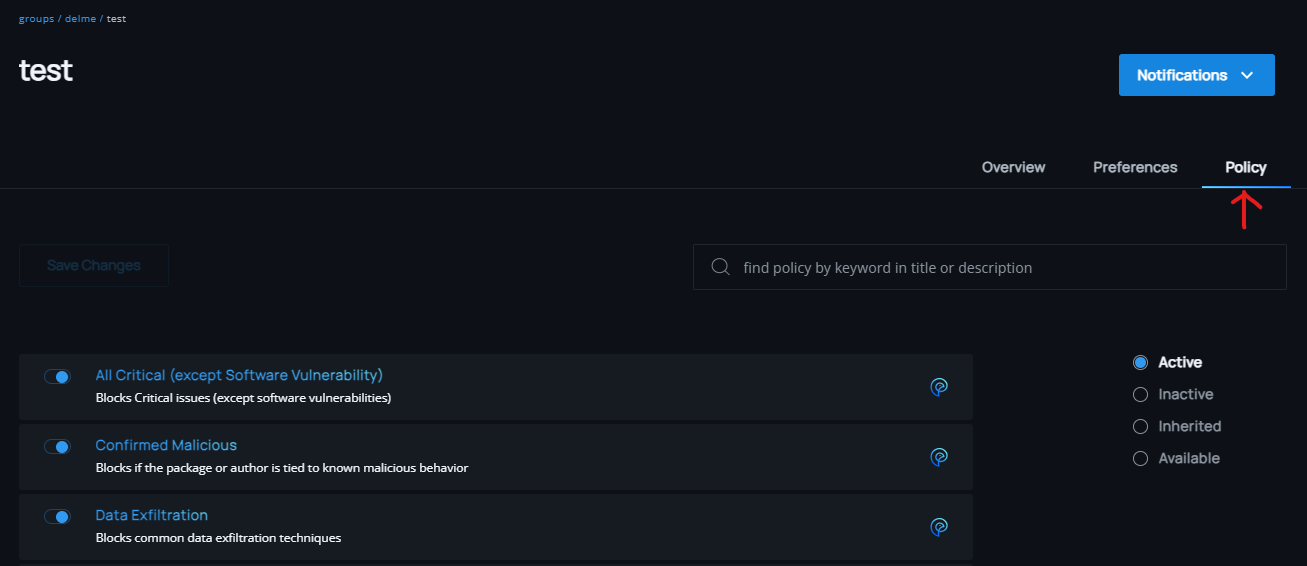 groups / delme / test
test
Notifications
Overview Preferences Policy
Save Changes
find policy by keyword in title or description
All Critical (except Software Vulnerability)
Blocks Critical issues (except software vulnerabilities)
Confirmed Malicious
Blocks if the package or author is tied to known malicious behavior
Data Exfiltration
Blocks common data exfiltration techniques
Active
Inactive
Inherited
Available